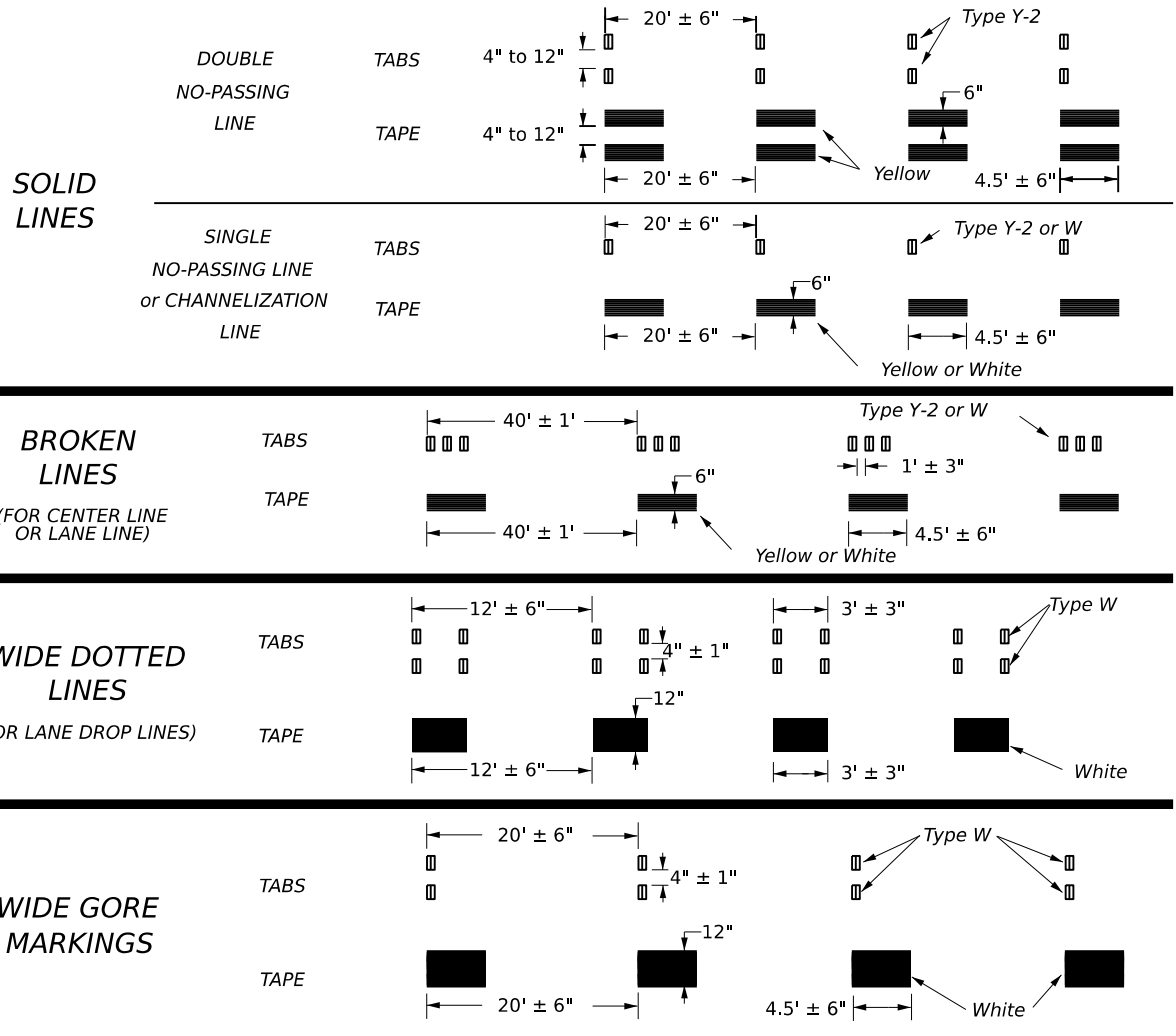 SOLID
LINES
DOUBLE
NO-PASSING
LINE
TABS
20' ± 6"
Type Y-2
4" to 12"
TAPE
4" to 12"
6"
Yellow
20' ± 6"
4.5' ± 6"
SINGLE
NO-PASSING LINE
or CHANNELIZATION
LINE
TABS
20' ± 6"
Type Y-2 or W
TAPE
6"
20' ± 6"
4.5' ± 6"
Yellow or White
BROKEN
LINES
(FOR CENTER LINE
OR LANE LINE)
TABS
40' ± 1'
Type Y-2 or W
1' ± 3"
TAPE
6"
40' ± 1'
4.5' ± 6"
Yellow or White
WIDE DOTTED
LINES
OR LANE DROP LINES)
TABS
12' ± 6"
3' ± 3"
Type W
4" ± 1"
TAPE
12"
12' ± 6"
3' ± 3"
White
WIDE GORE
MARKINGS
TABS
20' ± 6"
Type W
4" ± 1"
TAPE
12"
20' ± 6"
4.5' ± 6"
White